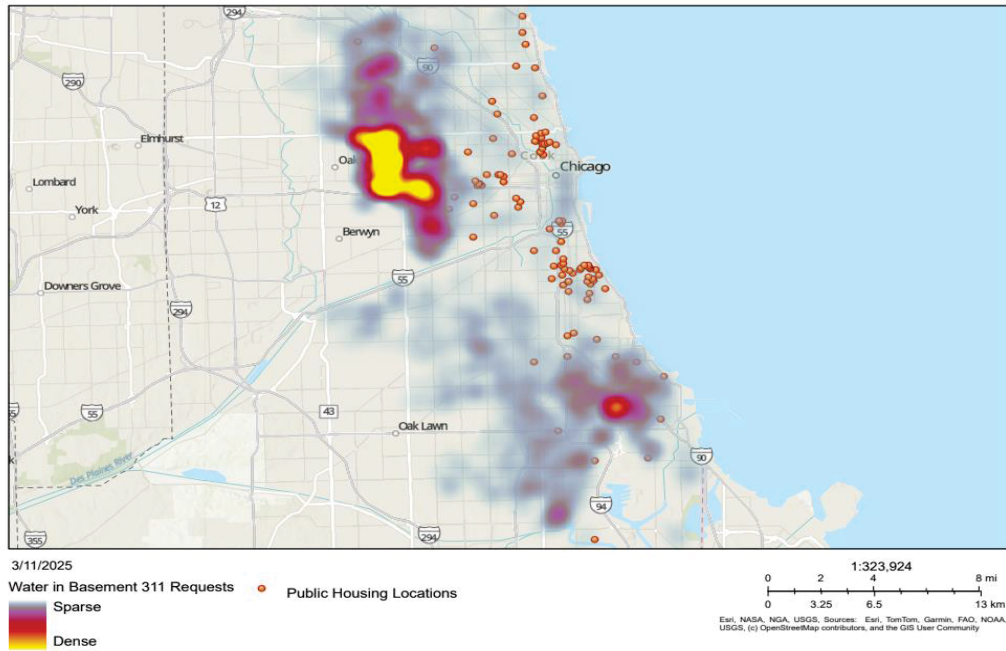 294
90
290
Elmhurst
Oak
Cook
Chicago
Lombard
York
12
Berwyn
55
55
Downers Grove
294
43
55
Oak Lawn
90
Des Plaines River
k
94
355
294
3/11/2025
Water in Basement 311 Requests
Public Housing Locations
Sparse
Dense
1:323,924
0 2 4 8 mi
0 3.25 6.5 13 km
Esri, NASA, NGA, USGS, Sources: Esri, TomTom, Garmin, FAO, NOAA,
USGS, (c) OpenStreetMap contributors, and the GIS User Community